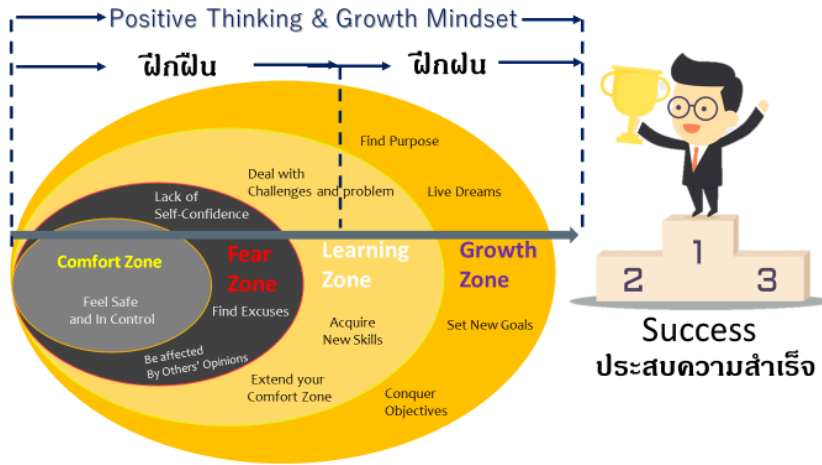 Positive Thinking & Growth Mindset
ฝึกฝืน
ฝึกฝน
Find Purpose
Deal with
Challenges and problem
Live Dreams
Lack of
Self-Confidence
Comfort Zone
Fear
Zone
Learning
Zone
Growth
Zone
Feel Safe
and In Control
Find Excuses
Acquire
New Skills
Set New Goals
Be affected
By Others' Opinions
Extend your
Comfort Zone
Conquer
Objectives
1
2
3
Success
ประสบความสำเร็จ